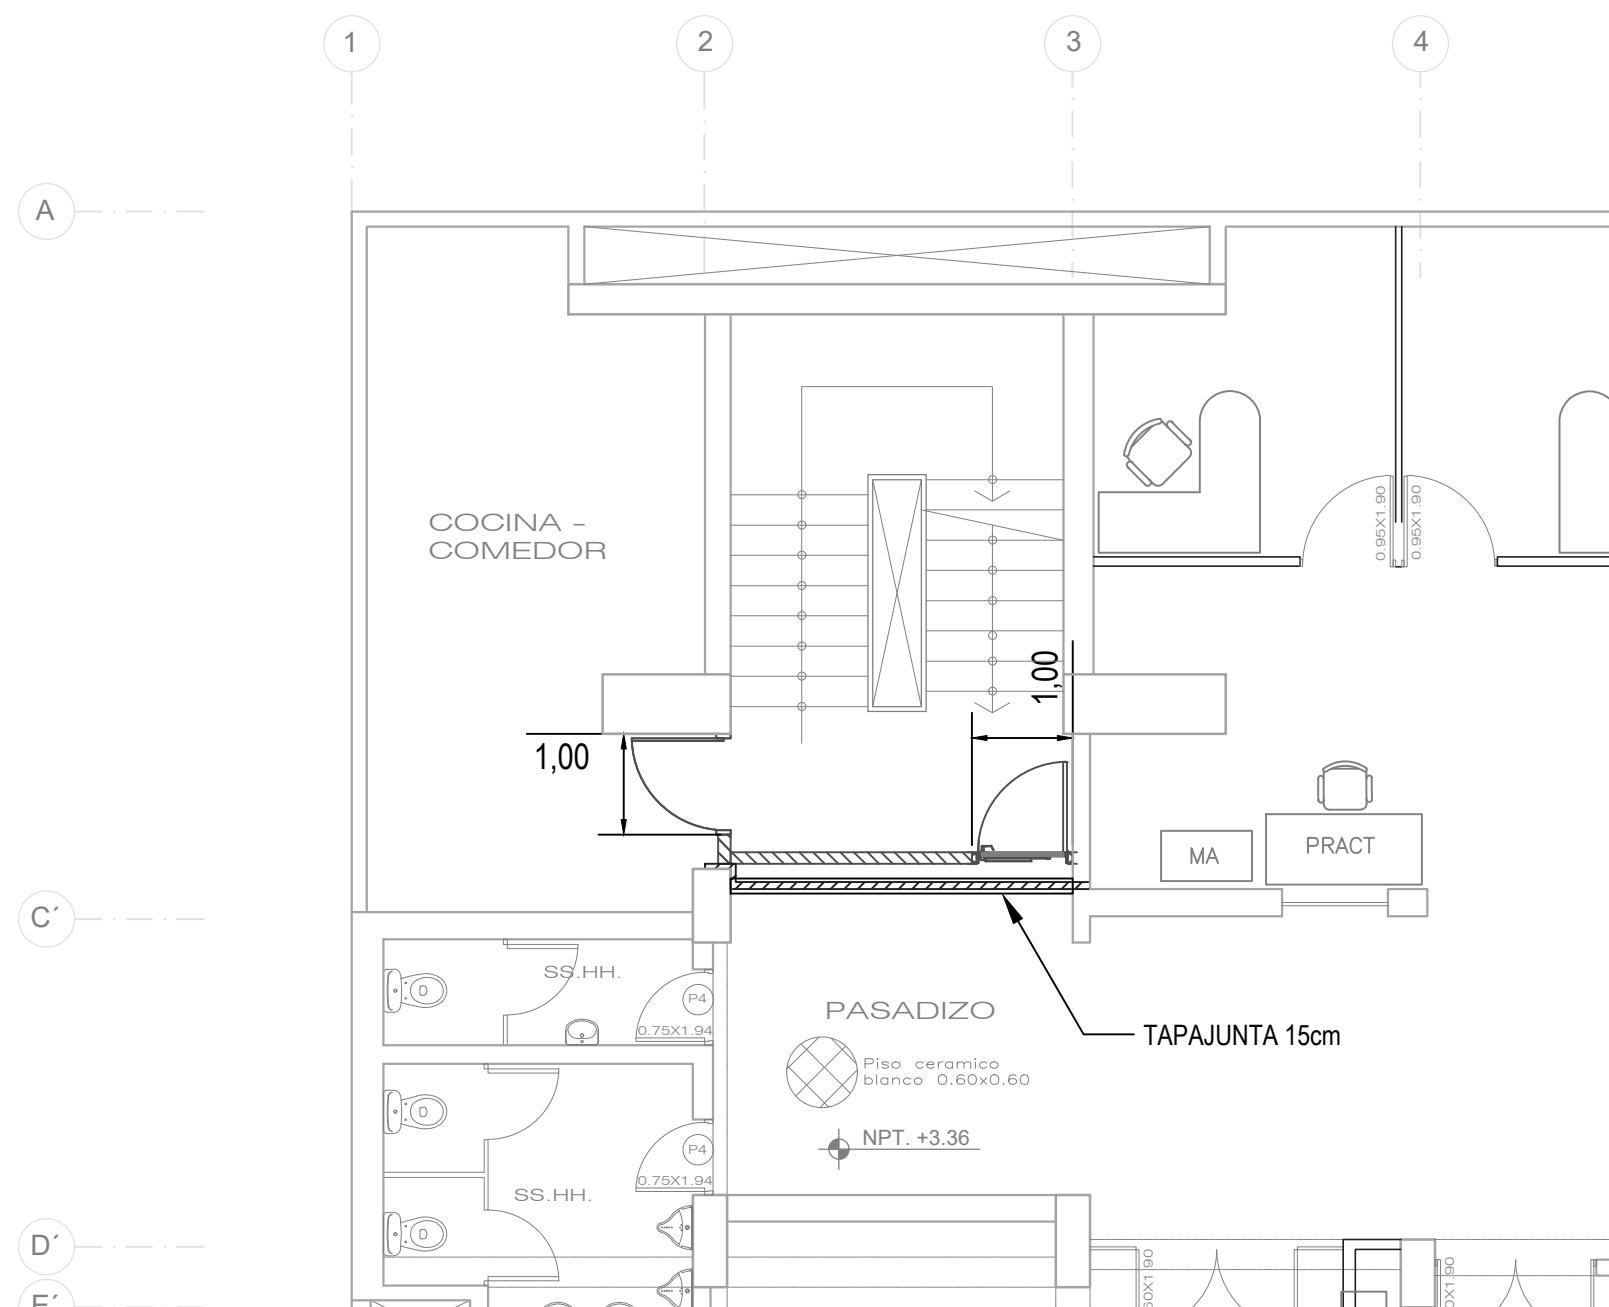 1
2
3
4
A
0.95X1.90
0.95X1.90
COCINA -
COMEDOR
1,00
1,00
PRACT
MA
C´
SS.HH.
D
P4
0.75X1.94
PASADIZO
TAPAJUNTA 15cm
Piso ceramico
blanco 0.60x0.60
D
NPT. +3.36
P4
0.75X1.94
SS.HH.
D
D´